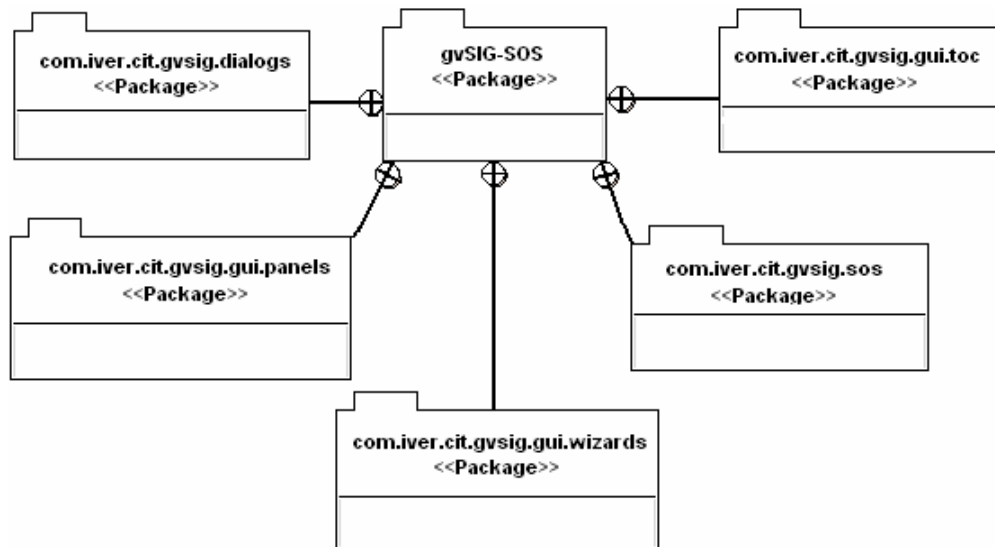 com.iver.cit.gvsig.dialogs
<<Package>>
gvSIG-SOS
<<Package>>
com.iver.cit.gvsig.gui.toc
<<Package>>
com.iver.cit.gvsig.gui.panels
<<Package>>
com.iver.cit.gvsig.sos
<<Package>>
com.iver.cit.gvsig.gui.wizards
<<Package>>